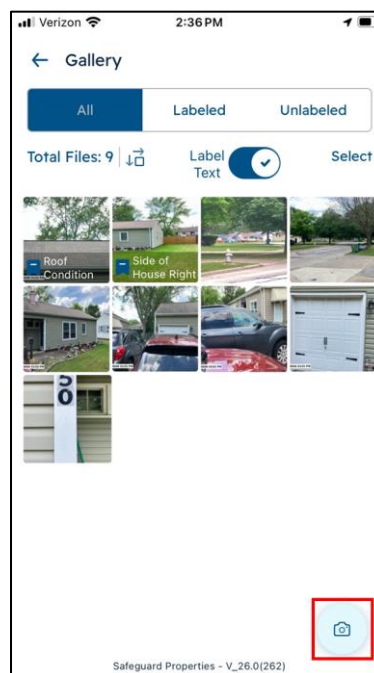 Verizon 2:36 PM
Gallery
All Labeled Unlabeled
Total Files: 9 Label Text Select
Roof Condition
Side of House Right
50
Safeguard Properties - V_26.0(262)